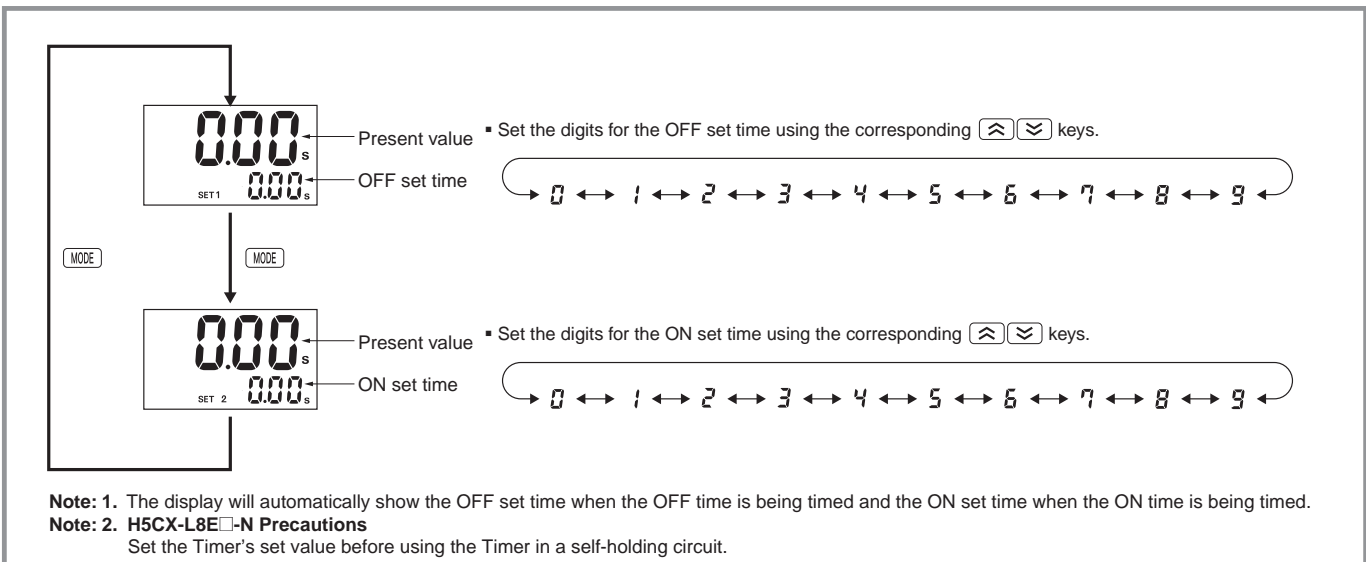 0.00 s
Present value
▪ Set the digits for the OFF set time using the corresponding keys.
SET 1 0.00 s
OFF set time
0 ↔ 1 ↔ 2 ↔ 3 ↔ 4 ↔ 5 ↔ 6 ↔ 7 ↔ 8 ↔ 9
MODE
MODE
0.00 s
Present value
▪ Set the digits for the ON set time using the corresponding keys.
SET 2 0.00 s
ON set time
0 ↔ 1 ↔ 2 ↔ 3 ↔ 4 ↔ 5 ↔ 6 ↔ 7 ↔ 8 ↔ 9
Note: 1. The display will automatically show the OFF set time when the OFF time is being timed and the ON set time when the ON time is being timed.
Note: 2. H5CX-L8E□-N Precautions
Set the Timer's set value before using the Timer in a self-holding circuit.